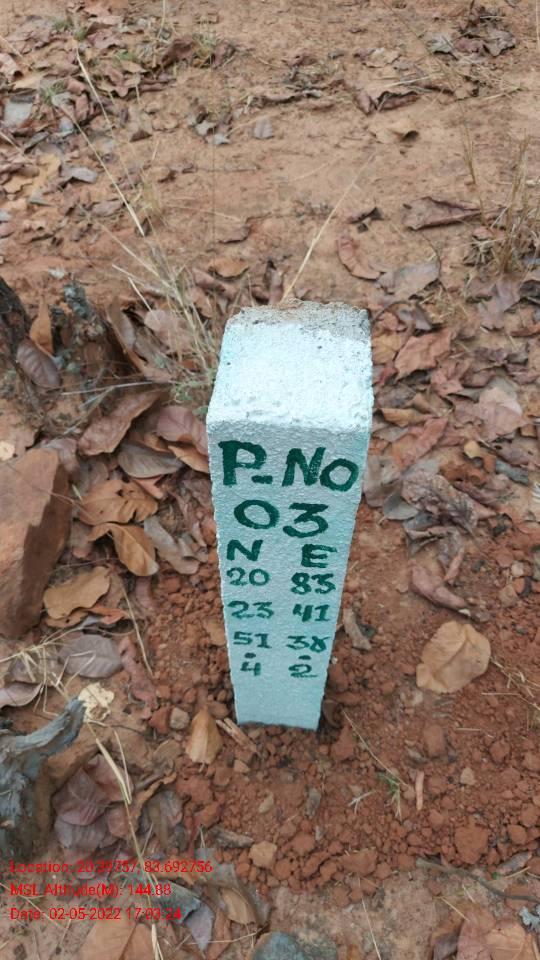 P-No
03
N E
20 83
23 41
51 38
.4 .2
Location: 20.39757, 83.692756
MSL Altitude(M): 144.88
Date: 02-05-2022 17:03:24